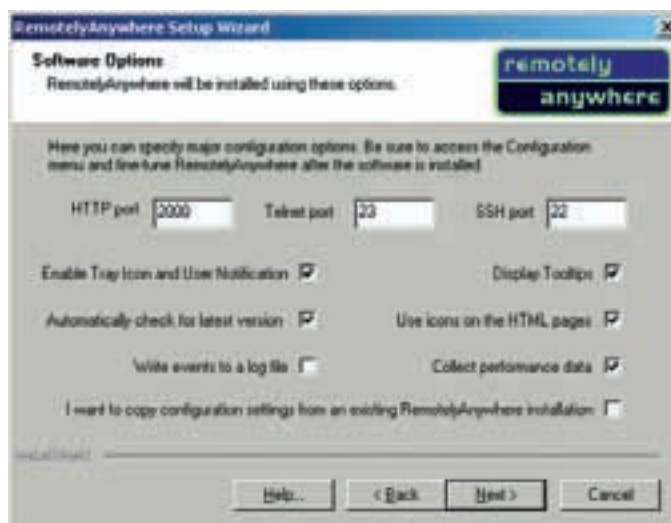 RemotelyAnywhere Setup Wizard
Software Options
RemotelyAnywhere will be installed using these options.
remotely
anywhere
Here you can specify major configuration options. Be sure to access the Configuration
menu and fine-tune RemotelyAnywhere after the software is installed.
HTTP port 2000 Telnet port 23 SSH port 22
Enable Tray Icon and User Notification Display Tooltips
Automatically check for latest version Use icons on the HTML pages
Write events to a log file Collect performance data
I want to copy configuration settings from an existing RemotelyAnywhere installation
InstallShield
Help... < Back Next > Cancel